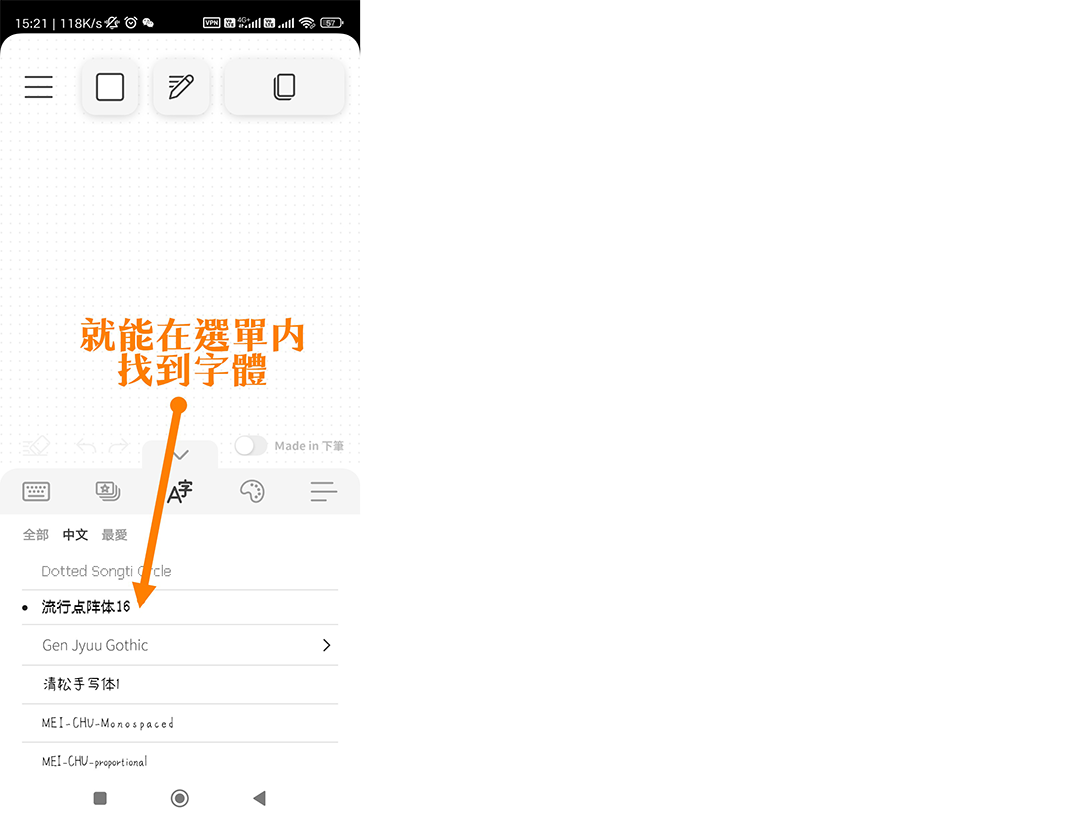 15:21 | 118K/s VPN 4G+ 57
就能在選單内
找到字體
Made in 下筆
A字
全部 中文 最愛
Dotted Songti Circle
流行点阵体16
Gen Jyuu Gothic
清松手写体1
MEI-CHU-Monospaced
MEI-CHU-proportional